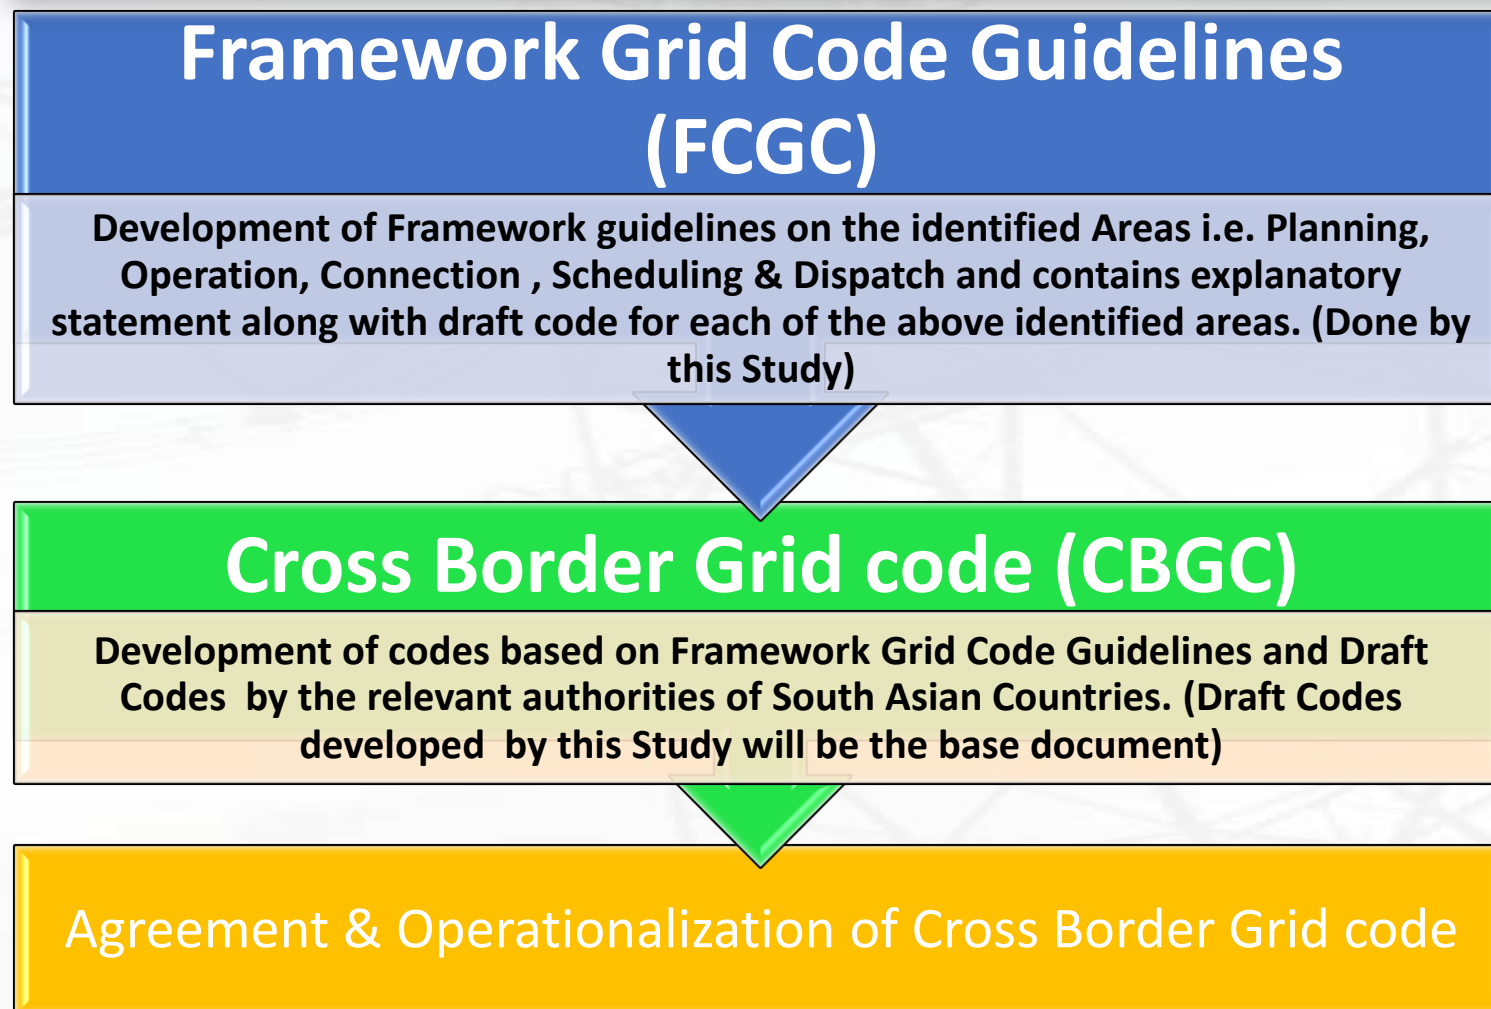 Framework Grid Code Guidelines
(FCGC)
Development of Framework guidelines on the identified Areas i.e. Planning,
Operation, Connection , Scheduling & Dispatch and contains explanatory
statement along with draft code for each of the above identified areas. (Done by
this Study)
Cross Border Grid code (CBGC)
Development of codes based on Framework Grid Code Guidelines and Draft
Codes  by the relevant authorities of South Asian Countries. (Draft Codes
developed  by this Study will be the base document)
Agreement & Operationalization of Cross Border Grid code